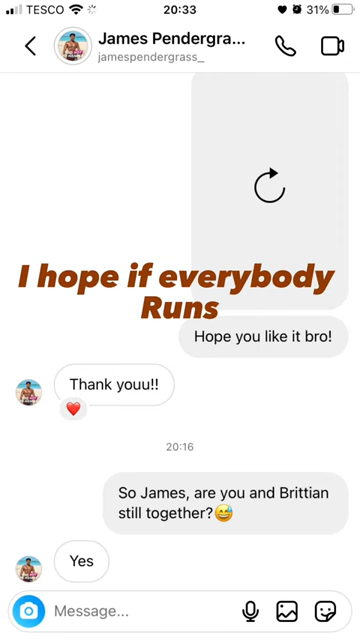 TESCO 20:33 31%
James Pendergra...
jamespendergrass_
I hope if everybody
Runs
Hope you like it bro!
Thank youu!!
❤️
20:16
So James, are you and Brittian
still together?😅
Yes
Message...